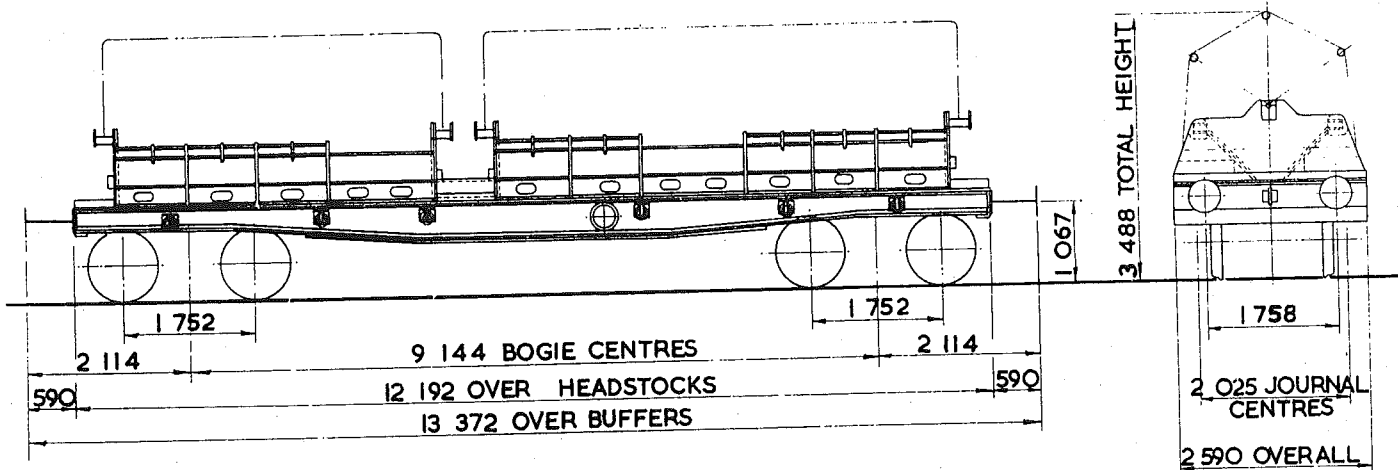 3 488 TOTAL HEIGHT
1 067
1 752
1 752
1 758
2 114
9 144 BOGIE CENTRES
2 114
590
12 192 OVER HEADSTOCKS
590
2 025 JOURNAL
CENTRES
13 372 OVER BUFFERS
2 590 OVERALL